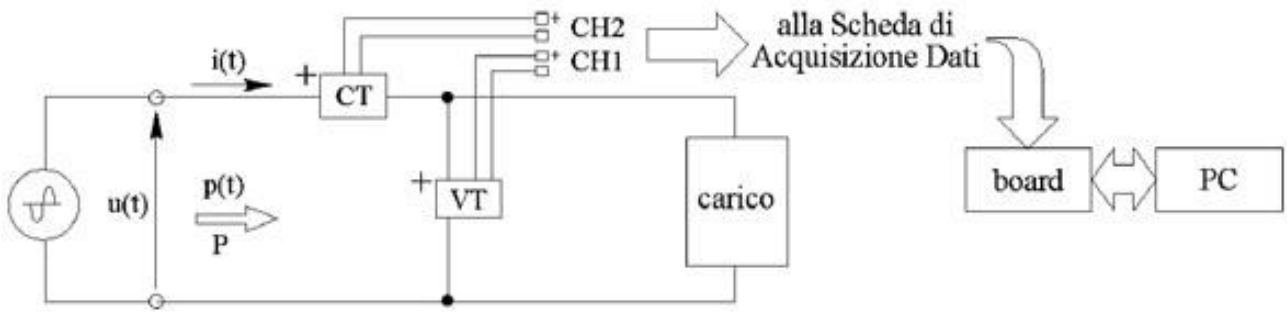 alla Scheda di
Acquisizione Dati
+ CH2
+ CH1
i(t)
+
CT
u(t)
p(t)
P
+
VT
carico
board
PC